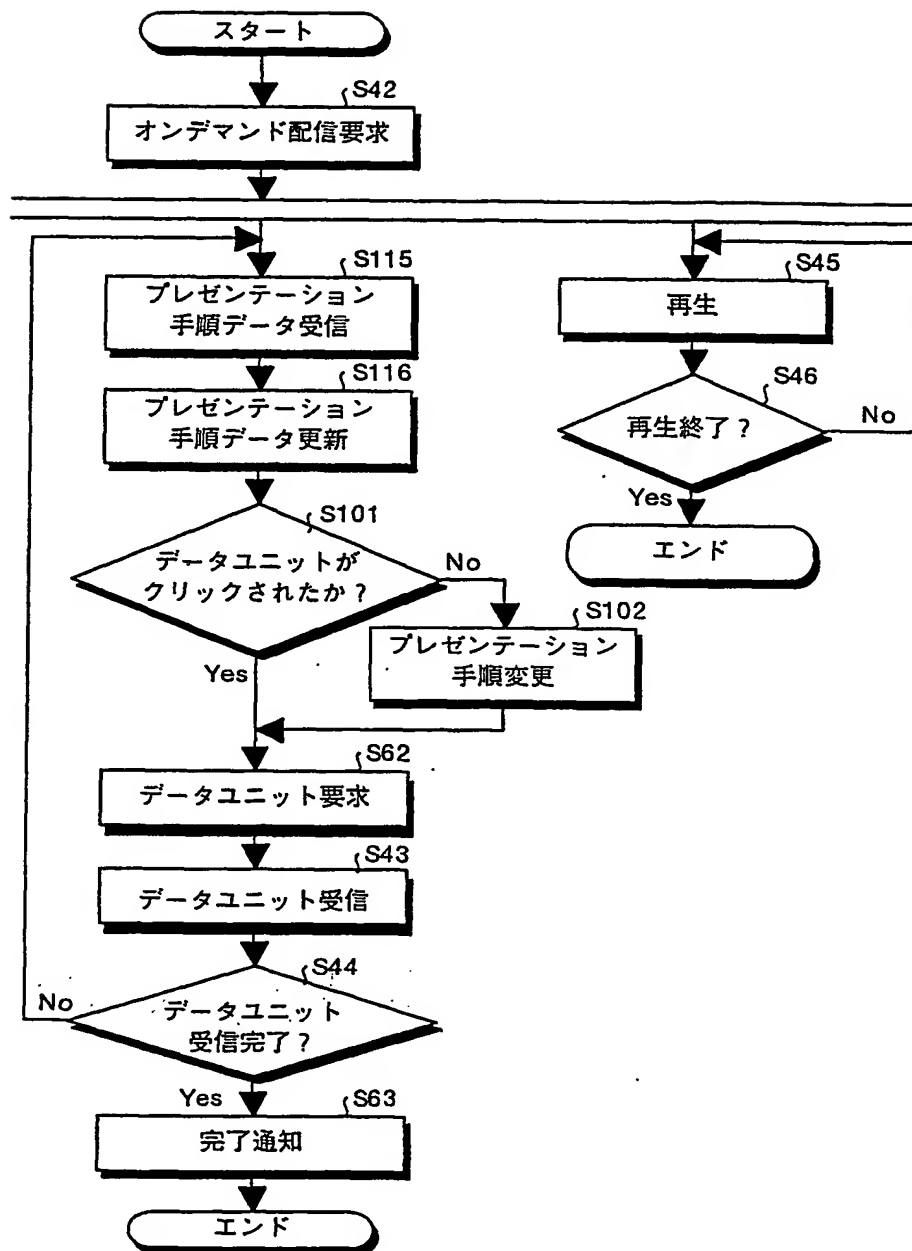 スタート
S42
オンデマンド配信要求
S115
プレゼンテーション
手順データ受信
S116
プレゼンテーション
手順データ更新
S101
データユニットが
クリックされたか？
No
Yes
S102
プレゼンテーション
手順変更
S62
データユニット要求
S43
データユニット受信
S44
データユニット
受信完了？
No
Yes
S63
完了通知
エンド
S45
再生
S46
再生終了？
No
Yes
エンド